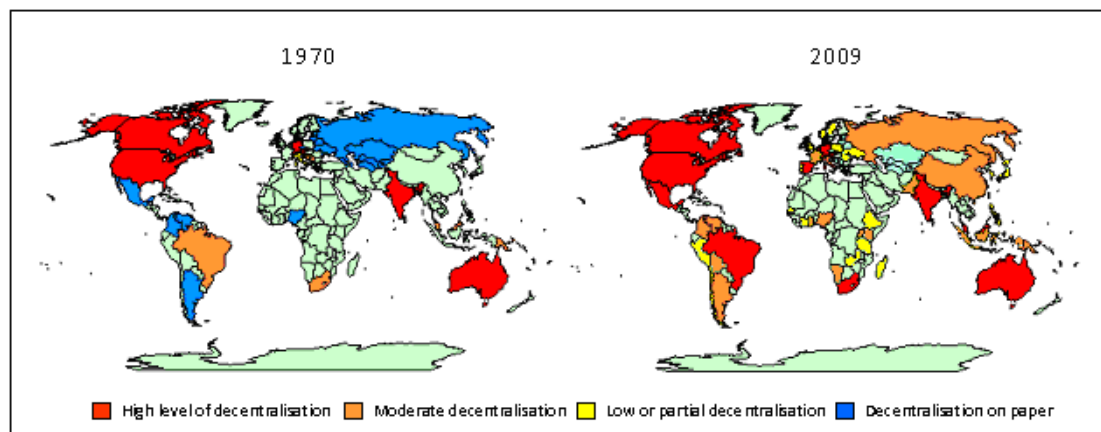 1970
2009
High level of decentralisation
Moderate decentralisation
Low or partial decentralisation
Decentralisation on paper